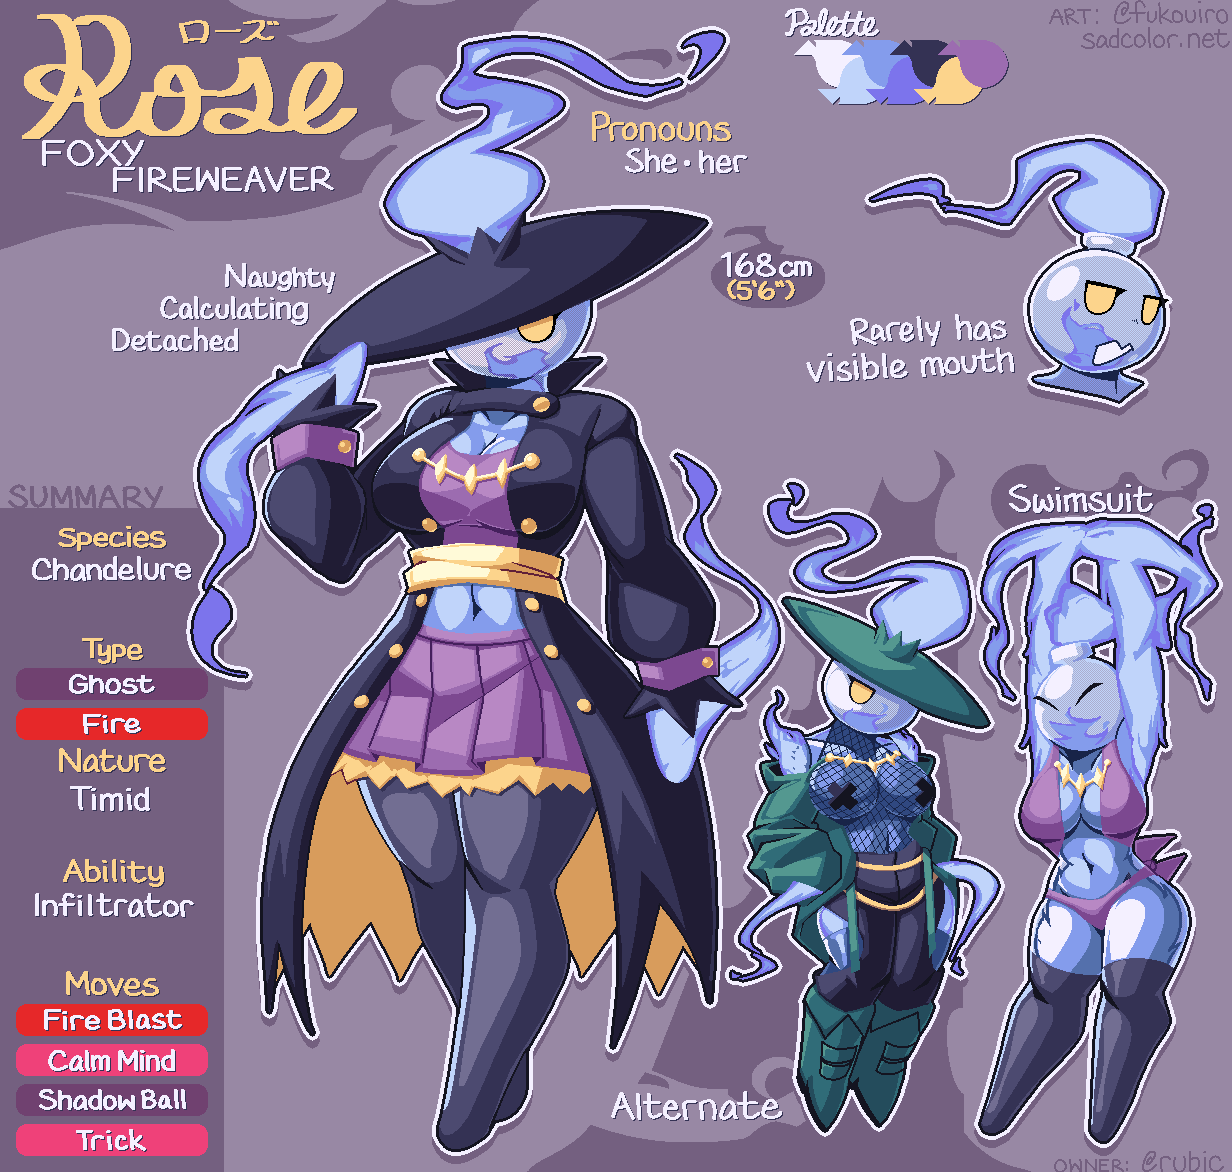 ローズ
Rose
FOXY
FIREWEAVER
Palette
ART: @fukouiro
sadcolor.net
Pronouns
She•her
168cm
(5'6")
Naughty
Calculating
Detached
Rarely has
visible mouth
SUMMARY
Species
Chandelure
Type
Ghost
Fire
Nature
Timid
Ability
Infiltrator
Moves
Fire Blast
Calm Mind
Shadow Ball
Trick
Swimsuit
Alternate
OWNER: @rubic